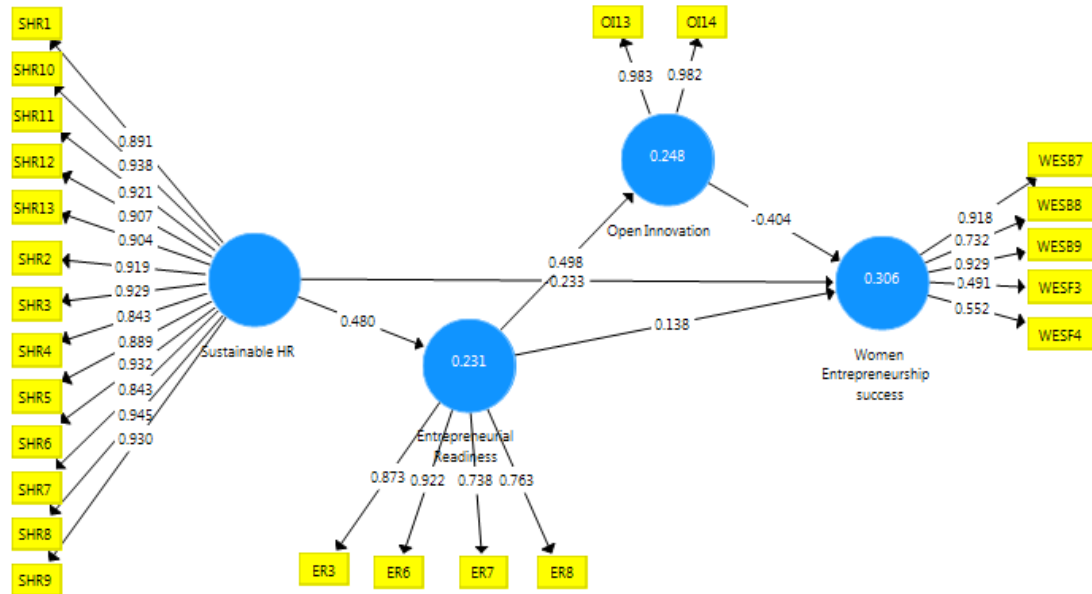 SHR1
SHR10
SHR11
SHR12
SHR13
SHR2
SHR3
SHR4
SHR5
SHR6
SHR7
SHR8
SHR9
0.891
0.938
0.921
0.907
0.904
0.919
0.929
0.843
0.889
0.932
0.843
0.945
0.930
Sustainable HR
0.480
OI13
OI14
0.983
0.982
0.248
Open Innovation
0.498
-0.233
-0.404
0.138
0.231
Entrepreneurial
Readiness
0.873
0.922
0.738
0.763
ER3
ER6
ER7
ER8
0.306
Women
Entrepreneurship
success
0.918
0.732
0.929
0.491
0.552
WESB7
WESB8
WESB9
WESF3
WESF4